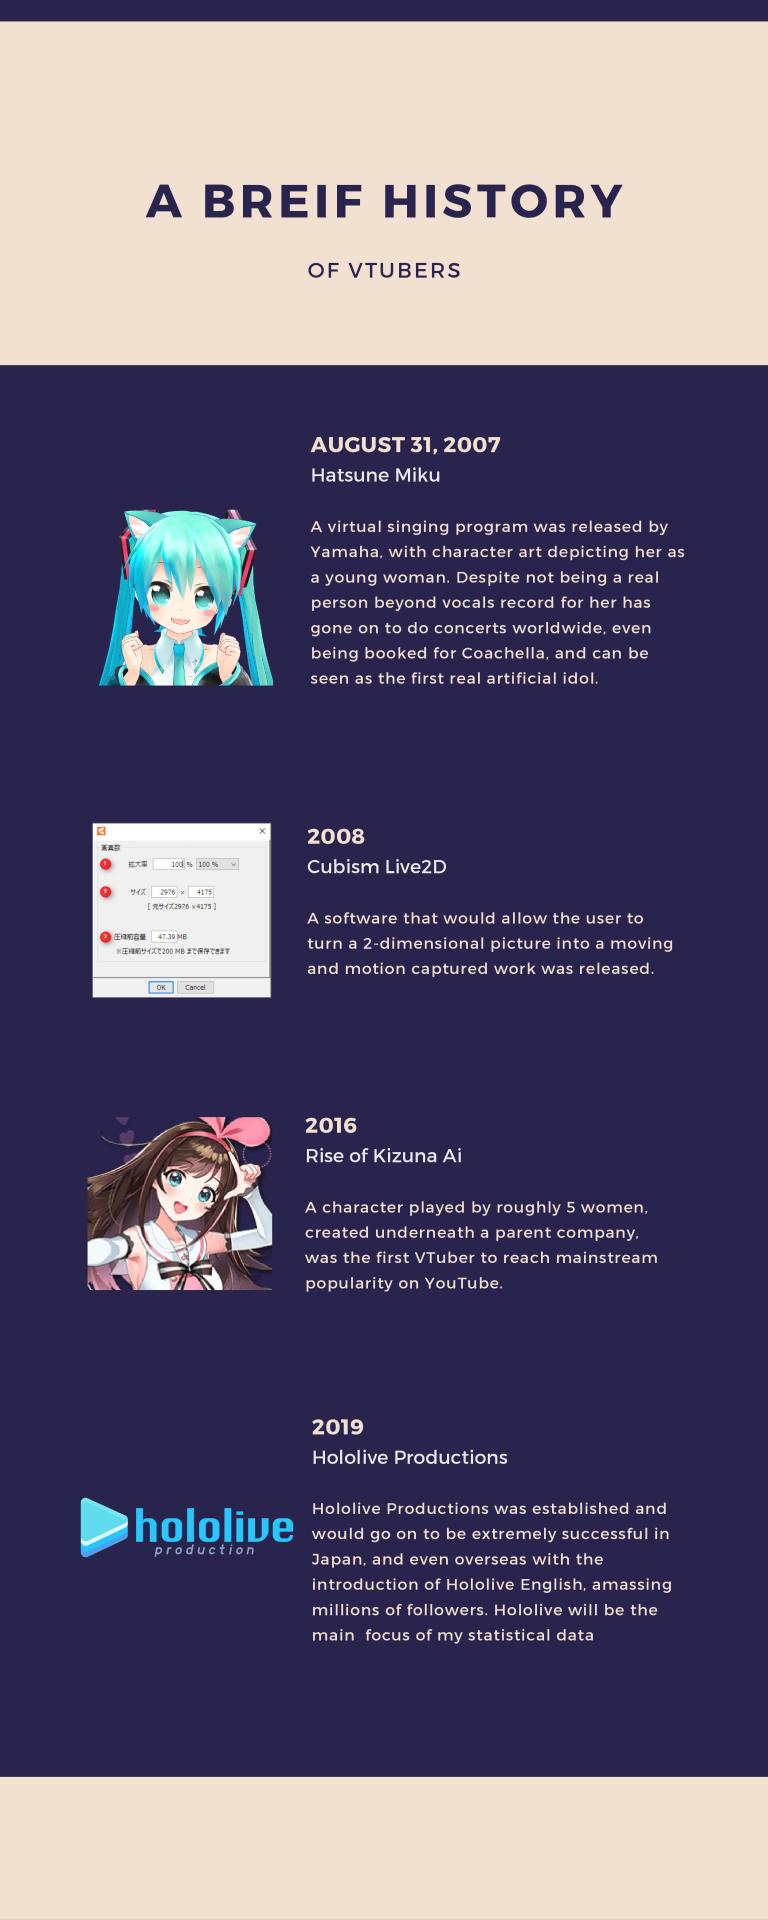 A BREIF HISTORY
OF VTUBERS
AUGUST 31, 2007
Hatsune Miku
A virtual singing program was released by
Yamaha, with character art depicting her as
a young woman. Despite not being a real
person beyond vocals record for her has
gone on to do concerts worldwide, even
being booked for Coachella, and can be
seen as the first real artificial idol.
画素数
1 拡大率 100 % 100 %
サイズ 2976 × 4175
[ 元サイズ2976 ×4175 ]
圧縮前容量 47.39 MB
※圧縮前サイズで200 MB まで保存できます
OK Cancel
2008
Cubism Live2D
A software that would allow the user to
turn a 2-dimensional picture into a moving
and motion captured work was released.
2016
Rise of Kizuna Ai
A character played by roughly 5 women,
created underneath a parent company,
was the first VTuber to reach mainstream
popularity on YouTube.
2019
Hololive Productions
hololive
production
Hololive Productions was established and
would go on to be extremely successful in
Japan, and even overseas with the
introduction of Hololive English, amassing
millions of followers. Hololive will be the
main  focus of my statistical data